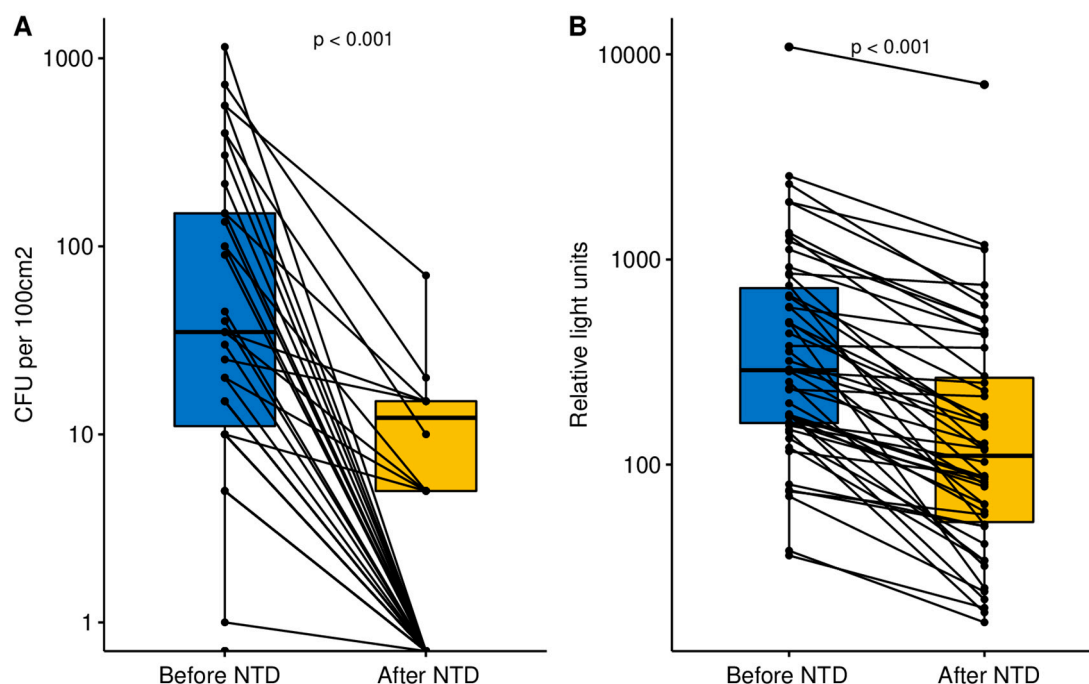 A
p < 0.001
1000
100
10
1
CFU per 100cm2
Before NTD
After NTD
B
p < 0.001
10000
1000
100
Relative light units
Before NTD
After NTD